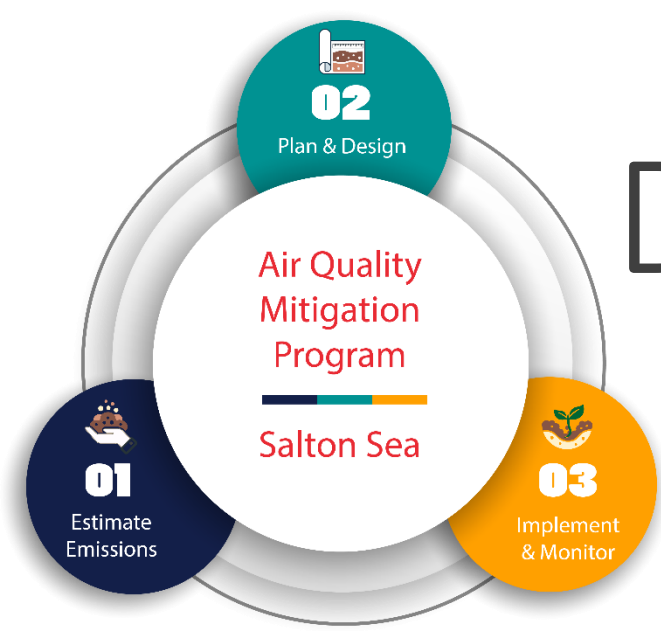 02
Plan & Design
Air Quality
Mitigation
Program
Salton Sea
01
Estimate
Emissions
03
Implement
& Monitor